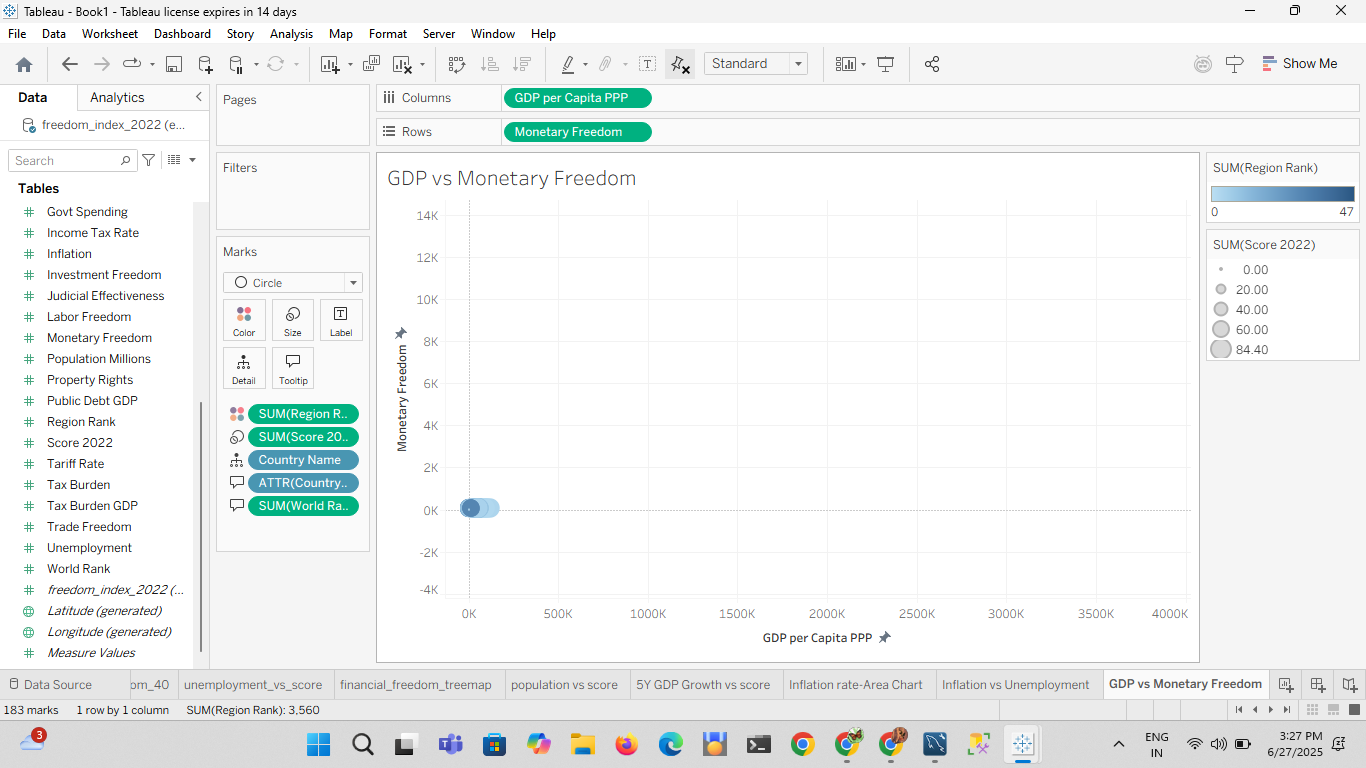 Tableau - Book1 - Tableau license expires in 14 days
File Data Worksheet Dashboard Story Analysis Map Format Server Window Help
Standard
Show Me
Data Analytics
freedom_index_2022 (e...
Search
Tables
Govt Spending
Income Tax Rate
Inflation
Investment Freedom
Judicial Effectiveness
Labor Freedom
Monetary Freedom
Population Millions
Property Rights
Public Debt GDP
Region Rank
Score 2022
Tariff Rate
Tax Burden
Tax Burden GDP
Trade Freedom
Unemployment
World Rank
freedom_index_2022 (...
Latitude (generated)
Longitude (generated)
Measure Values
Pages
Filters
Marks
Circle
Color Size Label
Detail Tooltip
SUM(Region R..
SUM(Score 20..
Country Name
ATTR(Country..
SUM(World Ra..
Columns GDP per Capita PPP
Rows Monetary Freedom
GDP vs Monetary Freedom
14K
12K
10K
8K
6K
4K
2K
0K
-2K
-4K
Monetary Freedom
0K 500K 1000K 1500K 2000K 2500K 3000K 3500K 4000K
GDP per Capita PPP
SUM(Region Rank)
0 47
SUM(Score 2022)
0.00
20.00
40.00
60.00
84.40
Data Source om_40 unemployment_vs_score financial_freedom_treemap population vs score 5Y GDP Growth vs score Inflation rate-Area Chart Inflation vs Unemployment GDP vs Monetary Freedom
183 marks 1 row by 1 column SUM(Region Rank): 3,560
3
ENG
IN
3:27 PM
6/27/2025